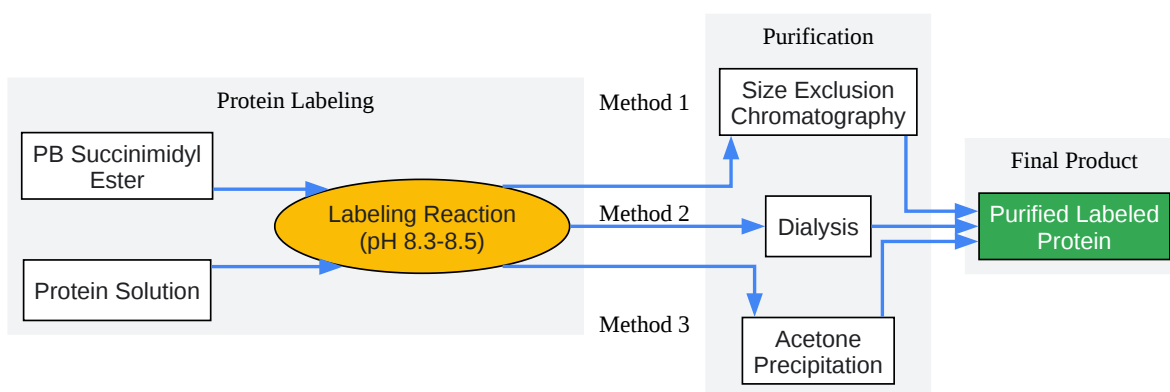 Protein Labeling
PB Succinimidyl
Ester
Protein Solution
Labeling Reaction
(pH 8.3-8.5)
Method 1
Method 2
Method 3
Purification
Size Exclusion
Chromatography
Dialysis
Acetone
Precipitation
Final Product
Purified Labeled
Protein